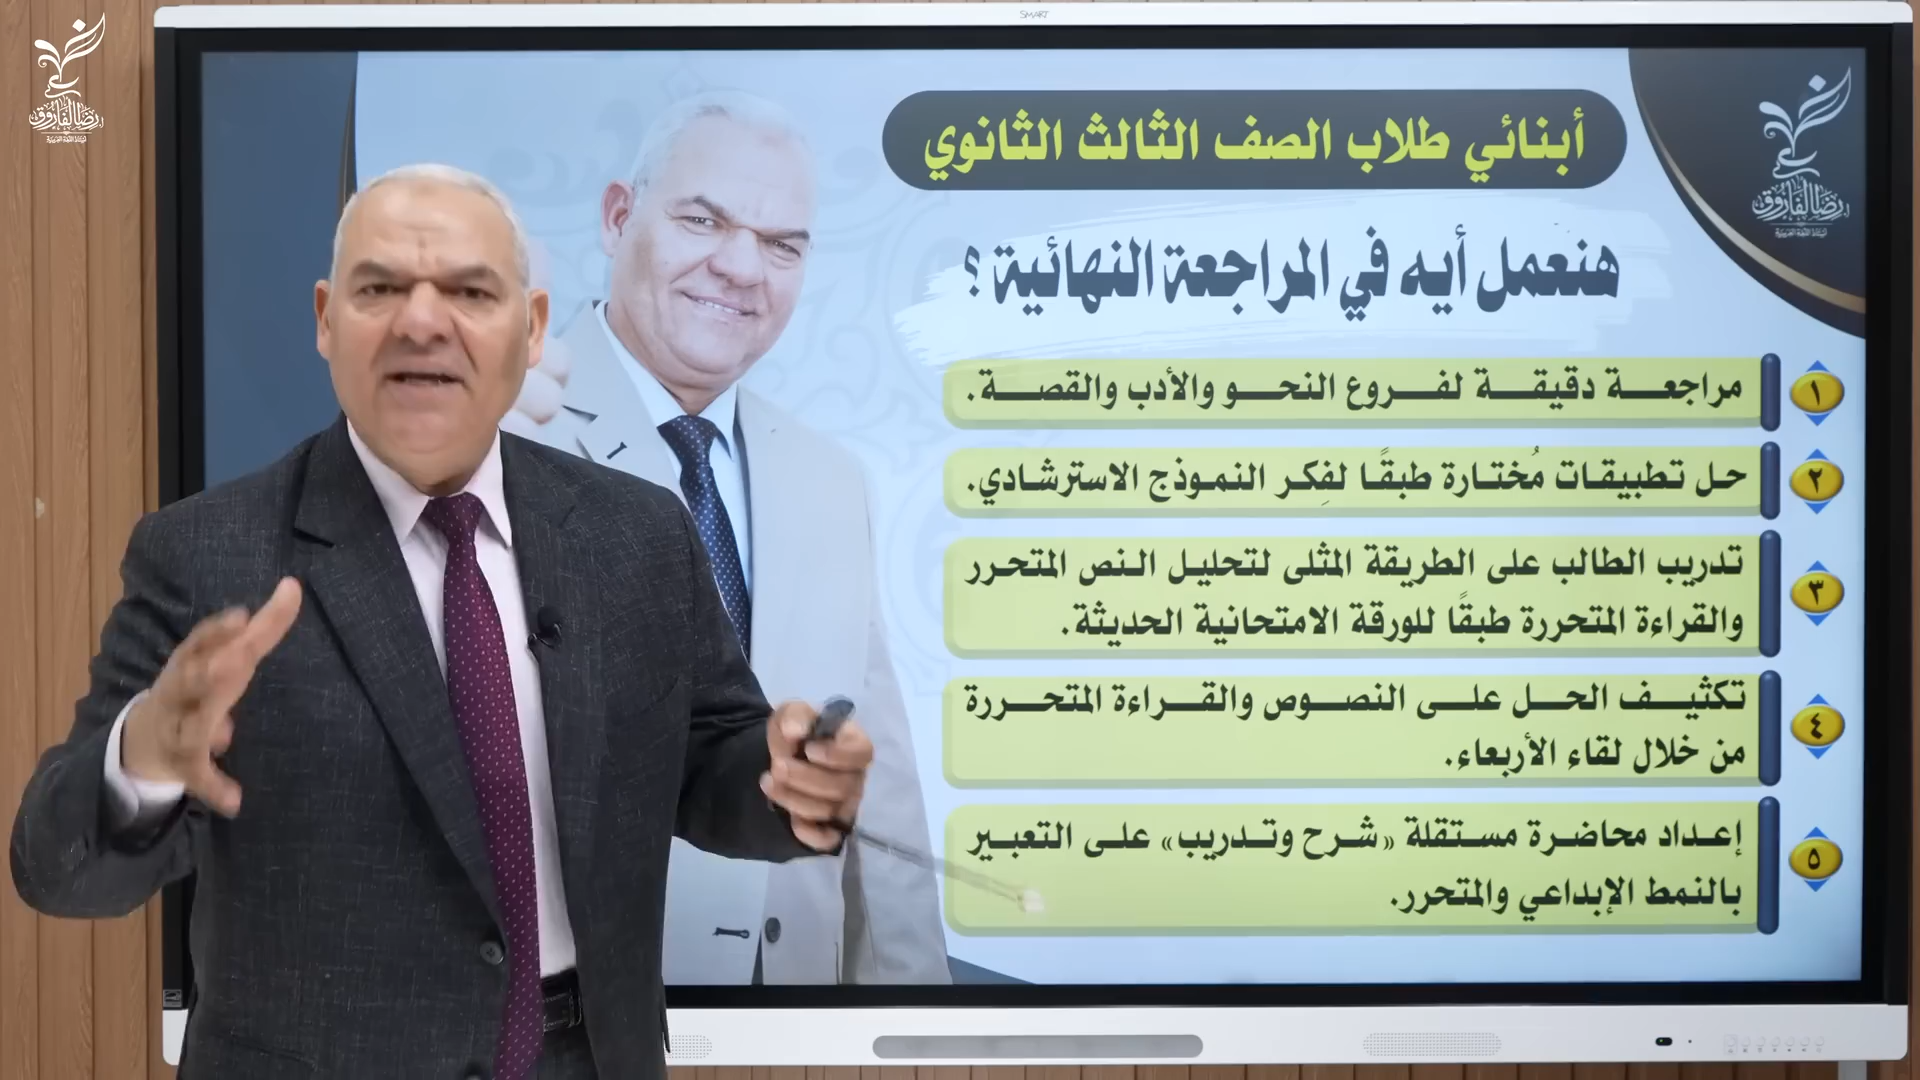 SMART
رضا الفاروق
أبنائي طلاب الصف الثالث الثانوي
رضا الفاروق
هنعمل أيه في المراجعة النهائية ؟
١
مراجعة دقيقة لفروع النحو والأدب والقصة.
٢
حل تطبيقات مُختارة طبقًا لفِكر النموذج الاسترشادي.
٣
تدريب الطالب على الطريقة المثلى لتحليل النص المتحرر
والقراءة المتحررة طبقًا للورقة الامتحانية الحديثة.
٤
تكثيف الحل على النصوص والقراءة المتحررة
من خلال لقاء الأربعاء.
٥
إعداد محاضرة مستقلة «شرح وتدريب» على التعبير
بالنمط الإبداعي والمتحرر.